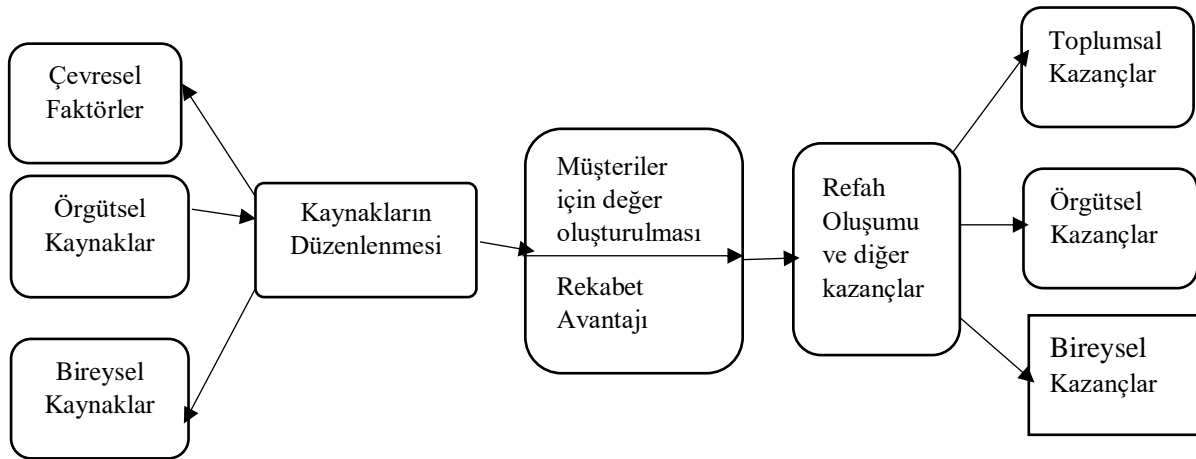 Çevresel
Faktörler
Örgütsel
Kaynaklar
Bireysel
Kaynaklar
Kaynakların
Düzenlenmesi
Müşteriler
için değer
oluşturulması
Rekabet
Avantajı
Refah
Oluşumu
ve diğer
kazançlar
Toplumsal
Kazançlar
Örgütsel
Kazançlar
Bireysel
Kazançlar